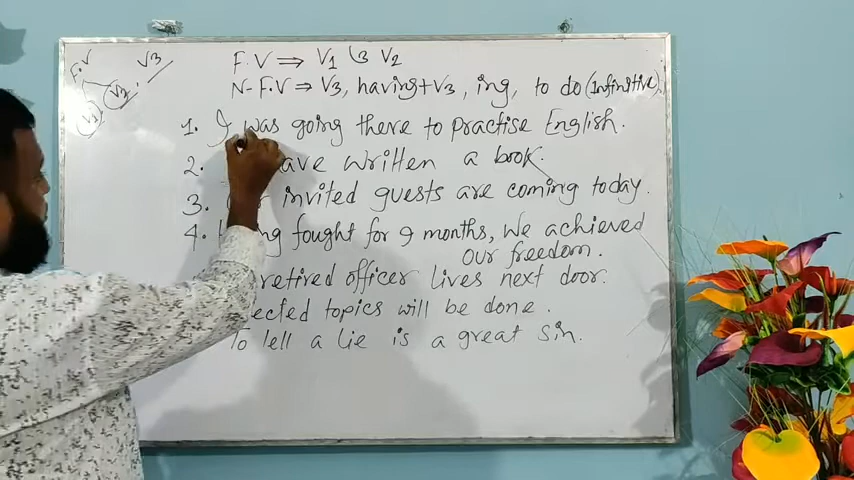 F.V V3
V3
V3
F.V ⇒ V1 ও V2
N-F.V ⇒ V3, having+V3, ing, to do (Infinitive)
1. I was going there to practise English.
2. ave written a book.
3. invited guests are coming today.
4. fought for 9 months, We achieved
our freedom.
retired officer lives next door.
ected topics will be done.
To tell a lie is a great sin.